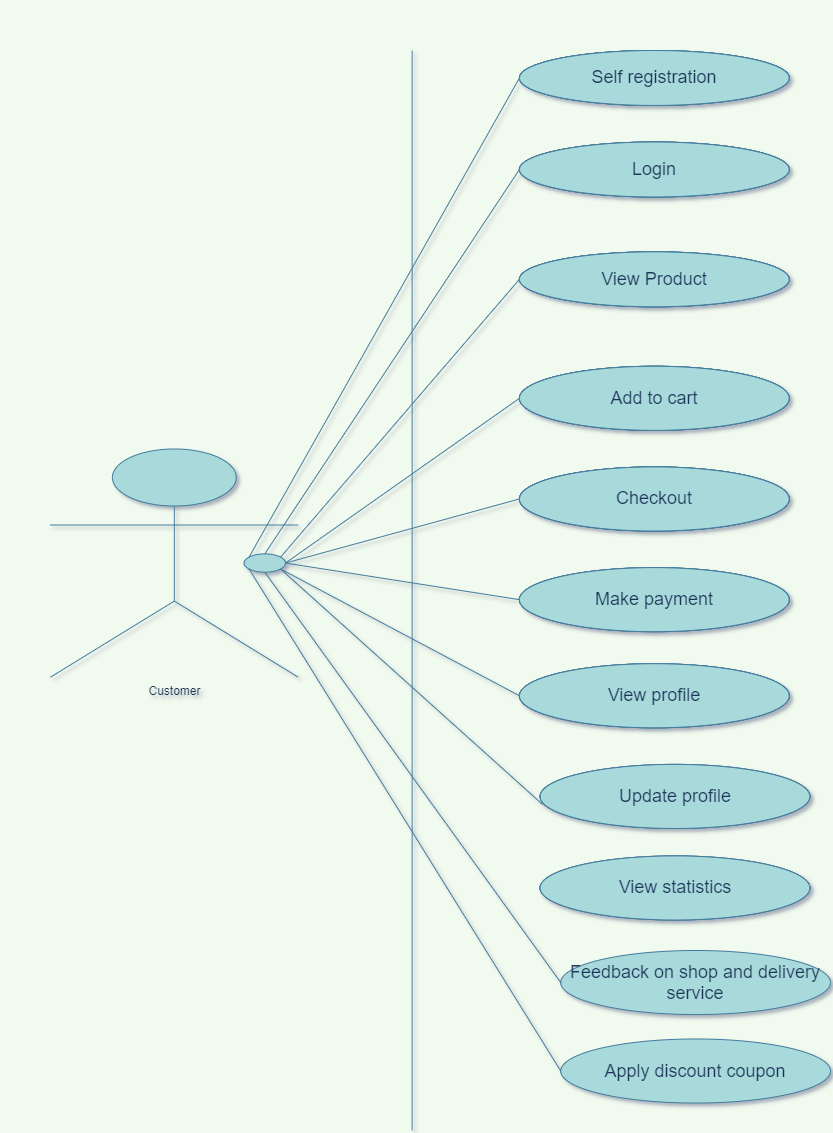 Self registration
Login
View Product
Add to cart
Checkout
Make payment
View profile
Customer
Update profile
View statistics
Feedback on shop and delivery
service
Apply discount coupon